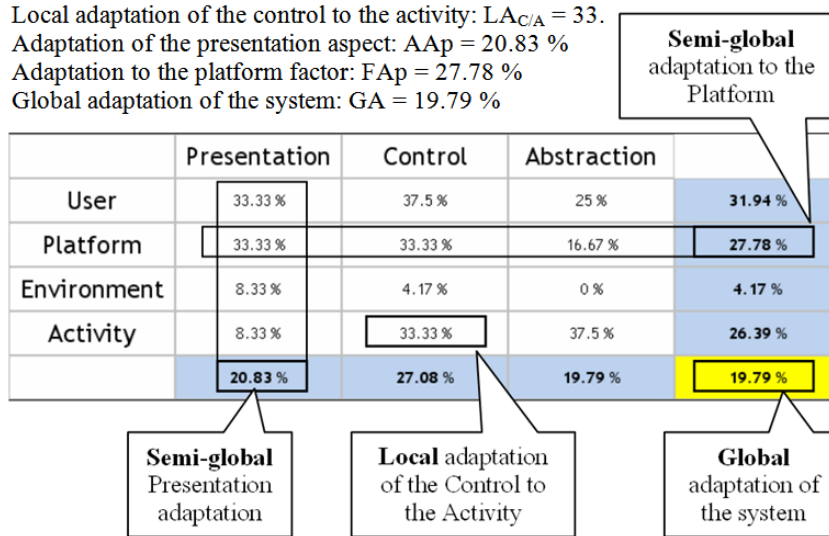 Local adaptation of the control to the activity: LAC/A = 33.
Adaptation of the presentation aspect: AAp = 20.83 %
Adaptation to the platform factor: FAp = 27.78 %
Global adaptation of the system: GA = 19.79 %
Semi-global
adaptation to the
Platform
Presentation Control Abstraction
User 33.33 % 37.5 % 25 % 31.94 %
Platform 33.33 % 33.33 % 16.67 % 27.78 %
Environment 8.33 % 4.17 % 0 % 4.17 %
Activity 8.33 % 33.33 % 37.5 % 26.39 %
20.83 % 27.08 % 19.79 % 19.79 %
Semi-global
Presentation
adaptation
Local adaptation
of the Control to
the Activity
Global
adaptation of
the system